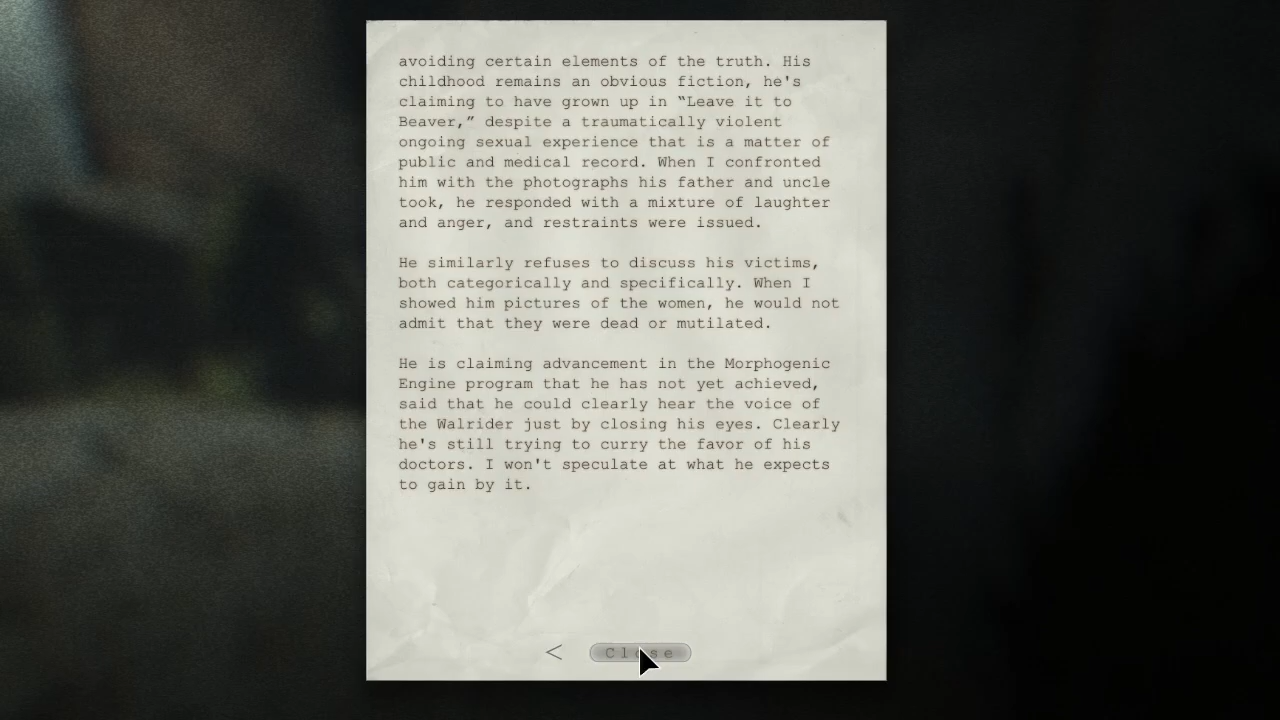 avoiding certain elements of the truth. His
childhood remains an obvious fiction, he's
claiming to have grown up in “Leave it to
Beaver,” despite a traumatically violent
ongoing sexual experience that is a matter of
public and medical record. When I confronted
him with the photographs his father and uncle
took, he responded with a mixture of laughter
and anger, and restraints were issued.
He similarly refuses to discuss his victims,
both categorically and specifically. When I
showed him pictures of the women, he would not
admit that they were dead or mutilated.
He is claiming advancement in the Morphogenic
Engine program that he has not yet achieved,
said that he could clearly hear the voice of
the Walrider just by closing his eyes. Clearly
he's still trying to curry the favor of his
doctors. I won't speculate at what he expects
to gain by it.
< Close